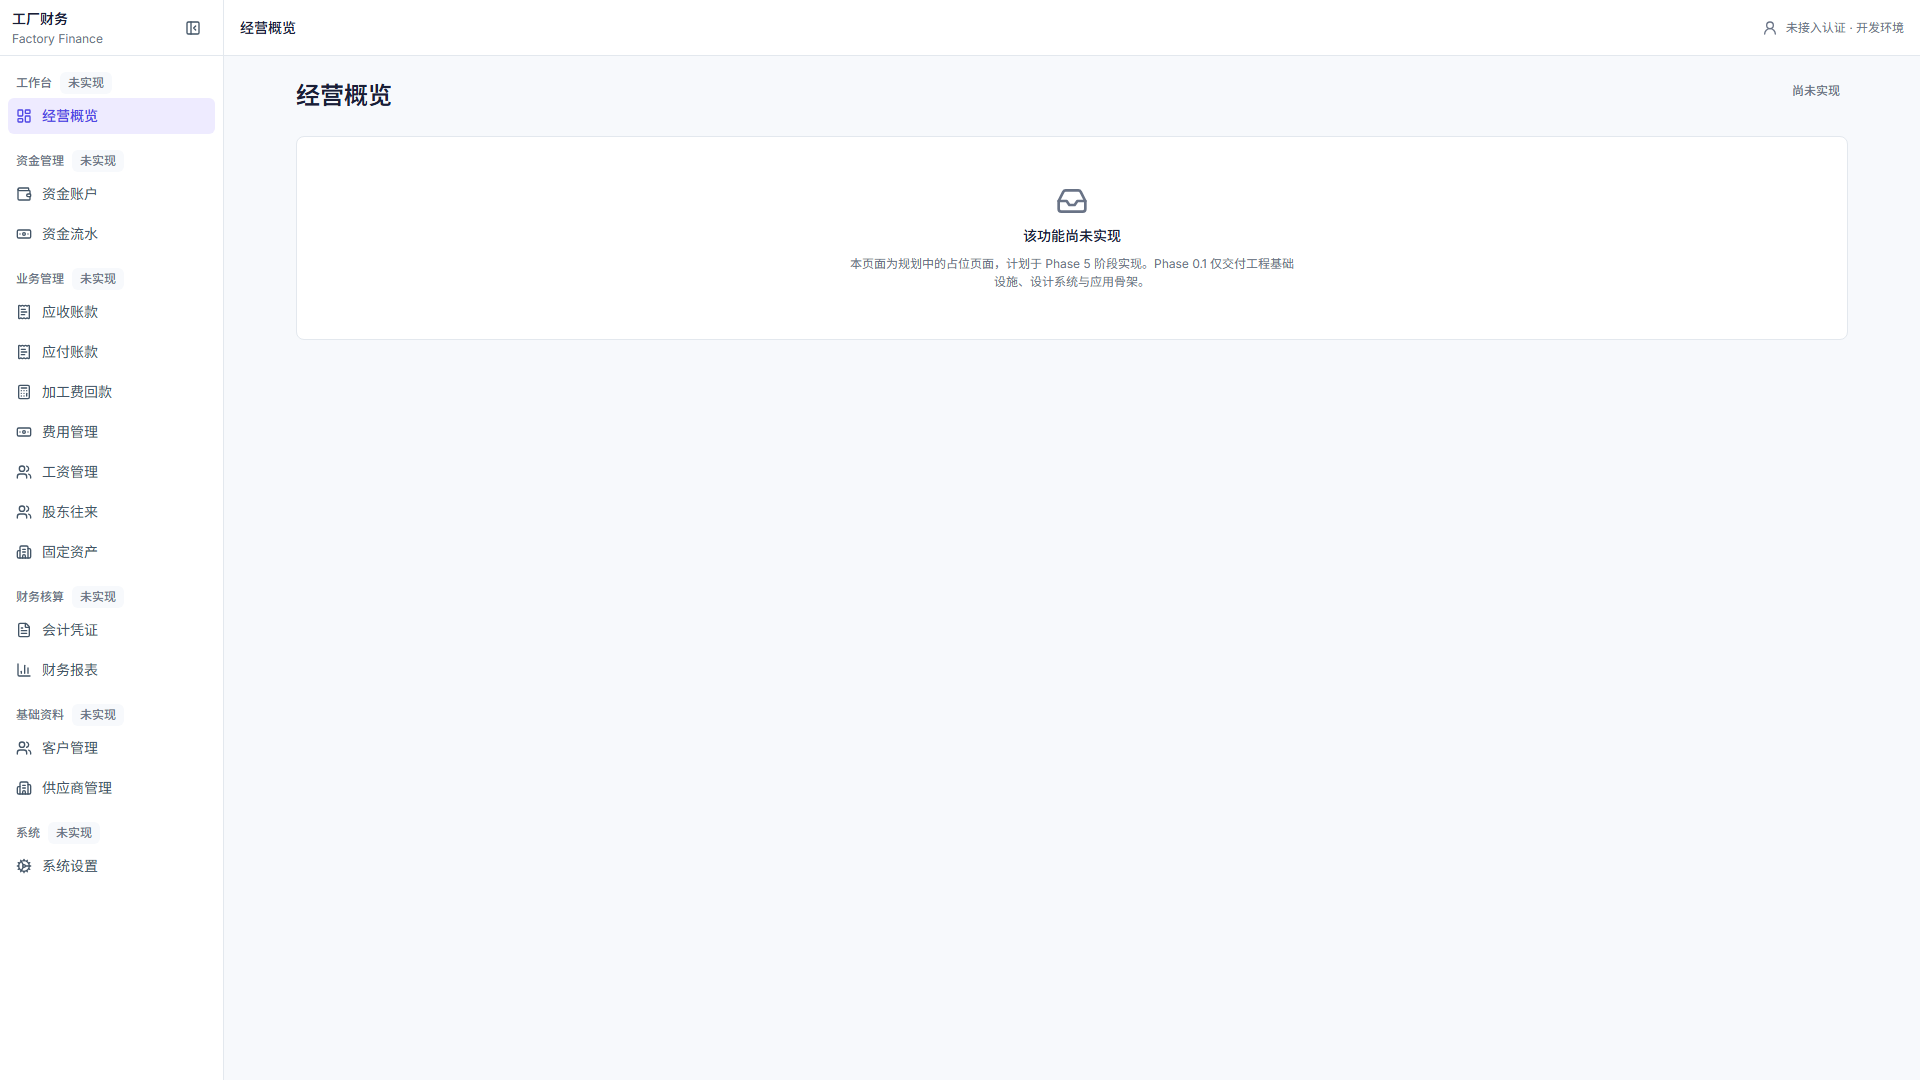 工厂财务
Factory Finance
经营概览
未接入认证 · 开发环境
工作台 未实现
经营概览
资金管理 未实现
资金账户
资金流水
业务管理 未实现
应收账款
应付账款
加工费回款
费用管理
工资管理
股东往来
固定资产
财务核算 未实现
会计凭证
财务报表
基础资料 未实现
客户管理
供应商管理
系统 未实现
系统设置
经营概览
尚未实现
该功能尚未实现
本页面为规划中的占位页面，计划于 Phase 5 阶段实现。Phase 0.1 仅交付工程基础
设施、设计系统与应用骨架。